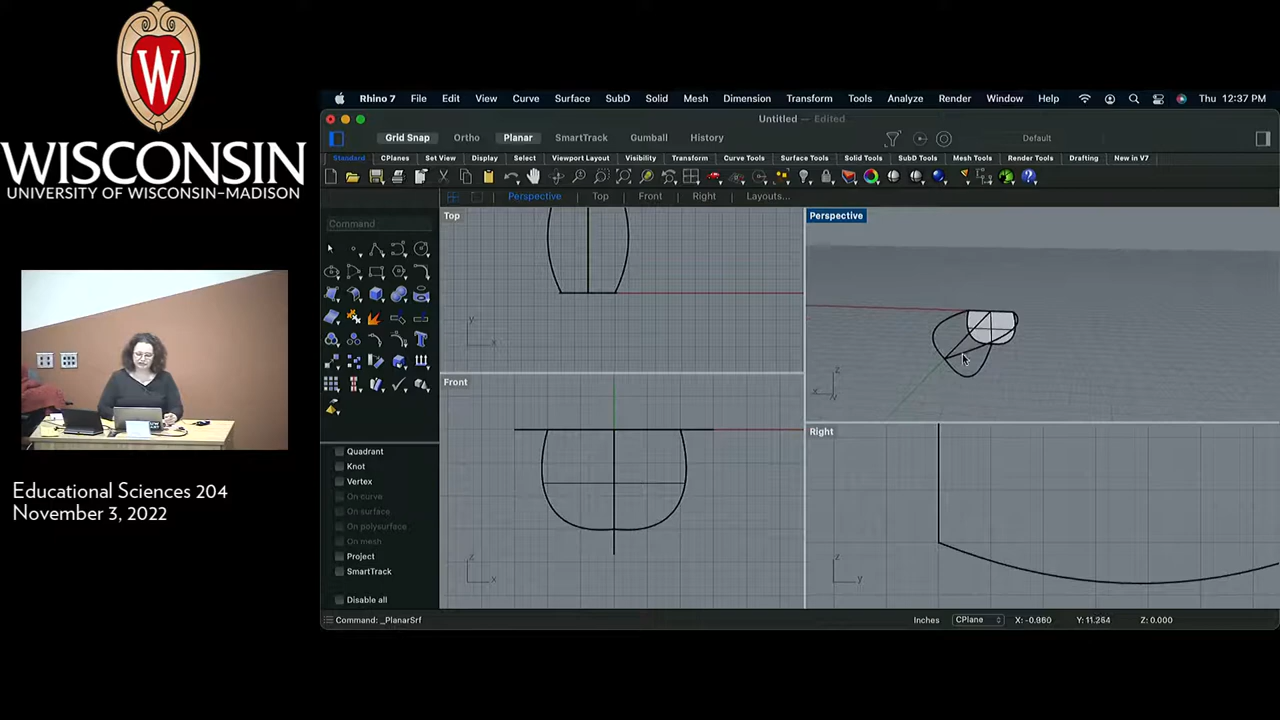 W
WISCONSIN
UNIVERSITY OF WISCONSIN-MADISON
Educational Sciences 204
November 3, 2022
Rhino 7 File Edit View Curve Surface SubD Solid Mesh Dimension Transform Tools Analyze Render Window Help Thu 12:37 PM
Untitled — Edited
Grid Snap Ortho Planar SmartTrack Gumball History Default
Standard CPlanes Set View Display Select Viewport Layout Visibility Transform Curve Tools Surface Tools Solid Tools SubD Tools Mesh Tools Render Tools Drafting New in V7
Perspective Top Front Right Layouts...
Command
Top
y
x
Perspective
z
x
y
Front
z
x
Right
z
y
Quadrant
Knot
Vertex
On curve
On surface
On polysurface
On mesh
Project
SmartTrack
Disable all
Command: _PlanarSrf
Inches CPlane X: -0.960 Y: 11.264 Z: 0.000